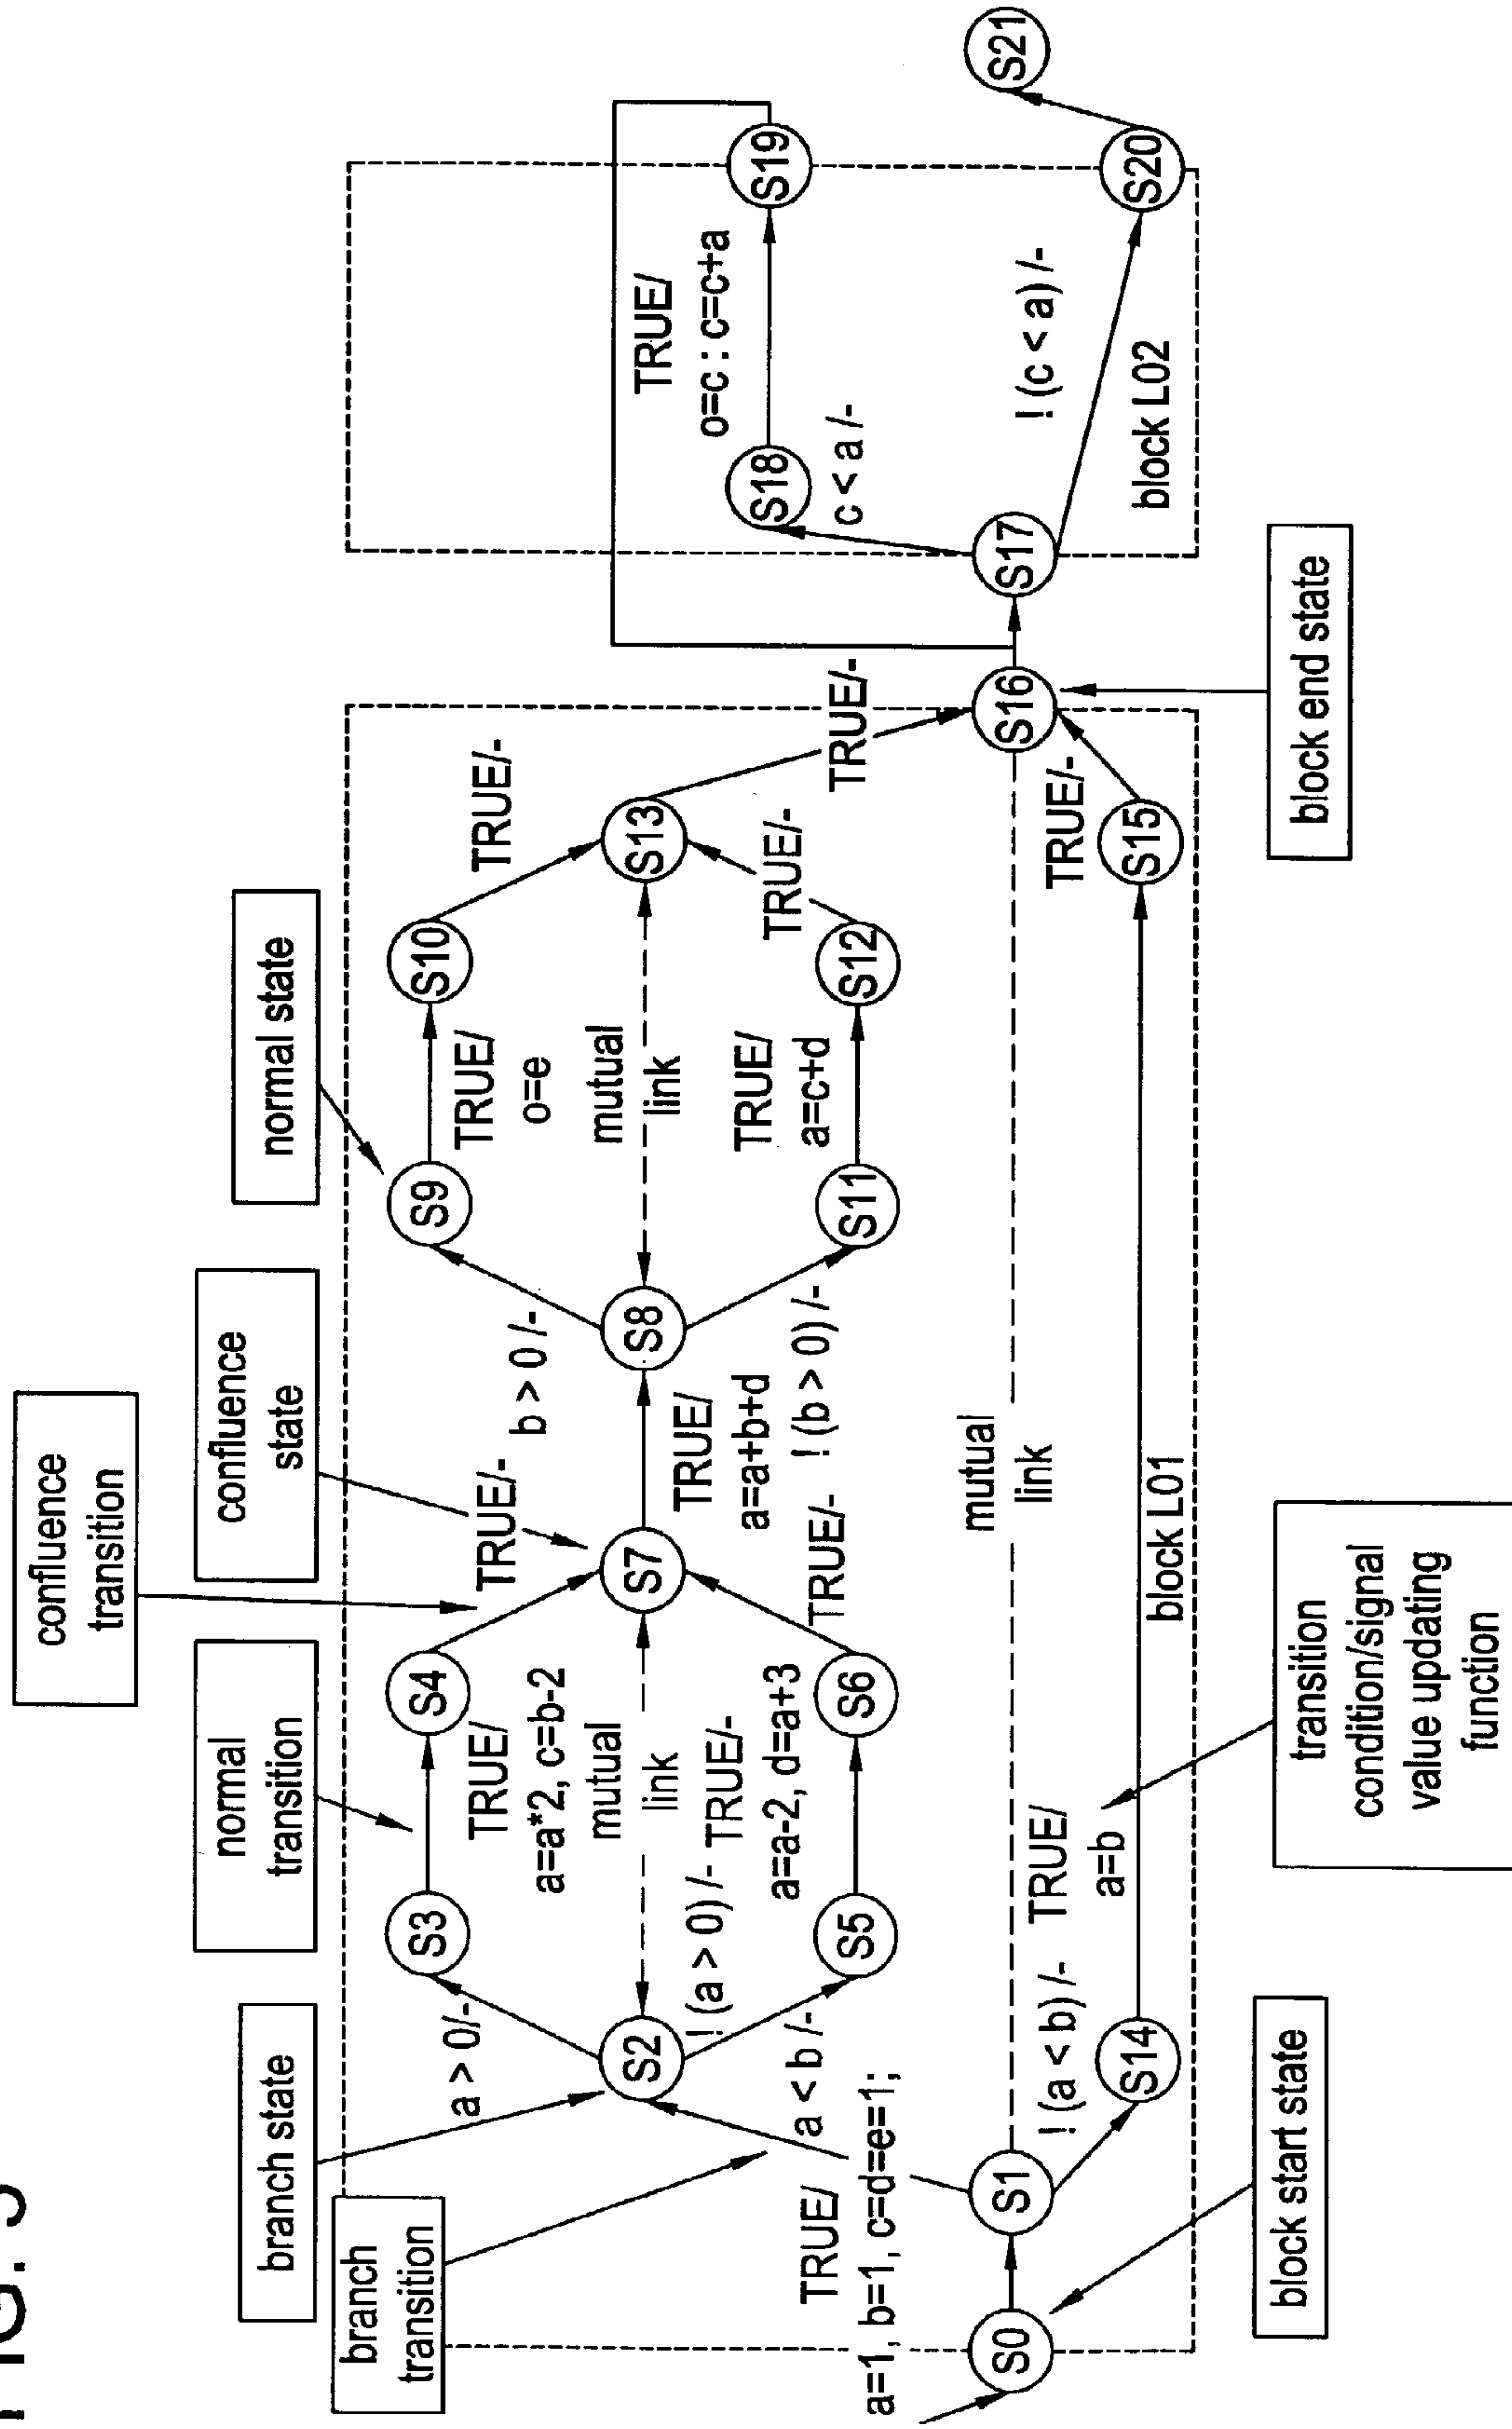 FIG.
confluence
transition
normal
transition
confluence
state
normal state
branch state
branch
transition
a > 0/-
S3
S4
TRUE/
a=a*2, c=b-2
TRUE/-
b > 0 /-
S9
S10
TRUE/
o=e
TRUE/-
S2
mutual
link
S7
TRUE/
a=a+b+d
S8
mutual
link
S13
! (a > 0) /-
TRUE/-
a=a-2, d=a+3
S5
S6
TRUE/-
! (b > 0) /-
S11
TRUE/
a=c+d
S12
TRUE/-
TRUE/-
a < b /-
TRUE/
a=1, b=1, c=d=e=1;
S0
S1
mutual
link
S16
! (a < b) /-
S14
TRUE/
a=b
S15
TRUE/-
block L01
S17
c < a /-
S18
TRUE/
o=c : c=c+a
S19
! (c < a) /-
S20
S21
block L02
block start state
transition
condition/signal
value updating
function
block end state